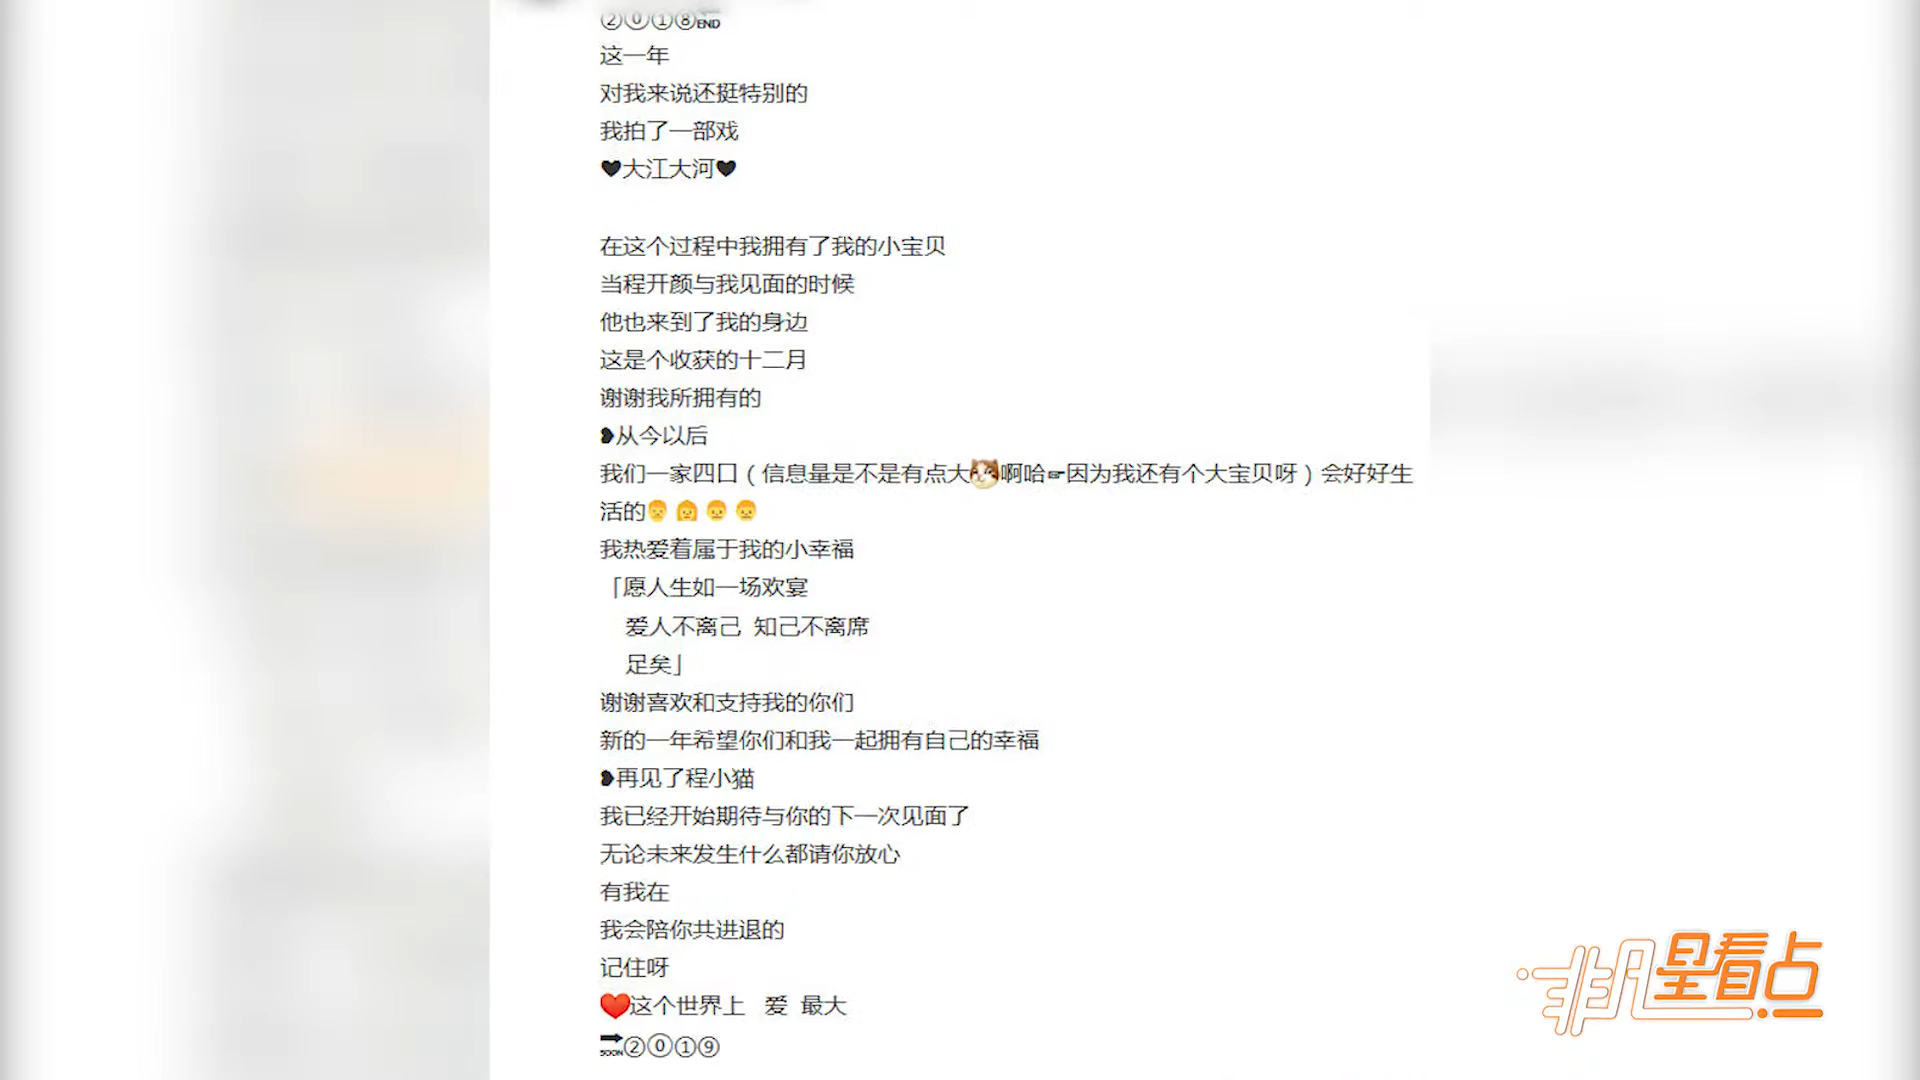 ②⓪①⑧🔚
这一年
对我来说还挺特别的
我拍了一部戏
♥大江大河♥
在这个过程中我拥有了我的小宝贝
当程开颜与我见面的时候
他也来到了我的身边
这是个收获的十二月
谢谢我所拥有的
❥从今以后
我们一家四口（信息量是不是有点大🐱啊哈☞因为我还有个大宝贝呀）会好好生
活的👨👩👦👦
我热爱着属于我的小幸福
「愿人生如一场欢宴
爱人不离己 知己不离席
足矣」
谢谢喜欢和支持我的你们
新的一年希望你们和我一起拥有自己的幸福
❥再见了程小猫
我已经开始期待与你的下一次见面了
无论未来发生什么都请你放心
有我在
我会陪你共进退的
记住呀
❤这个世界上 爱 最大
🔜②⓪①⑨
非凡星看点